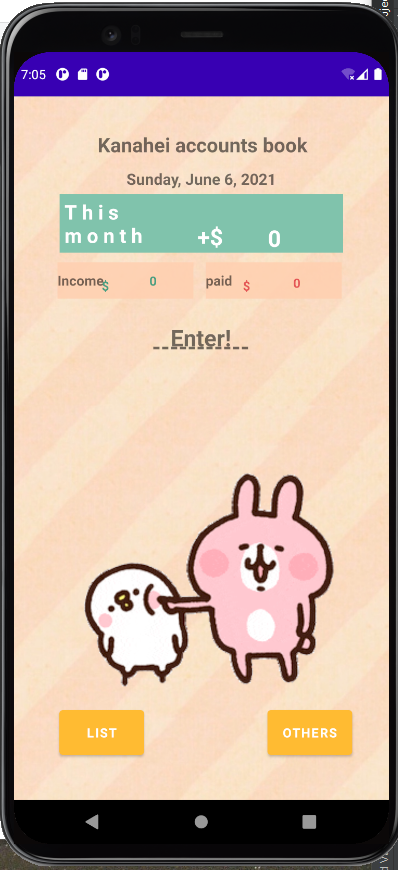 7:05
Kanahei accounts book
Sunday, June 6, 2021
This
month +$ 0
Income $ 0 paid $ 0
Enter!
LIST OTHERS